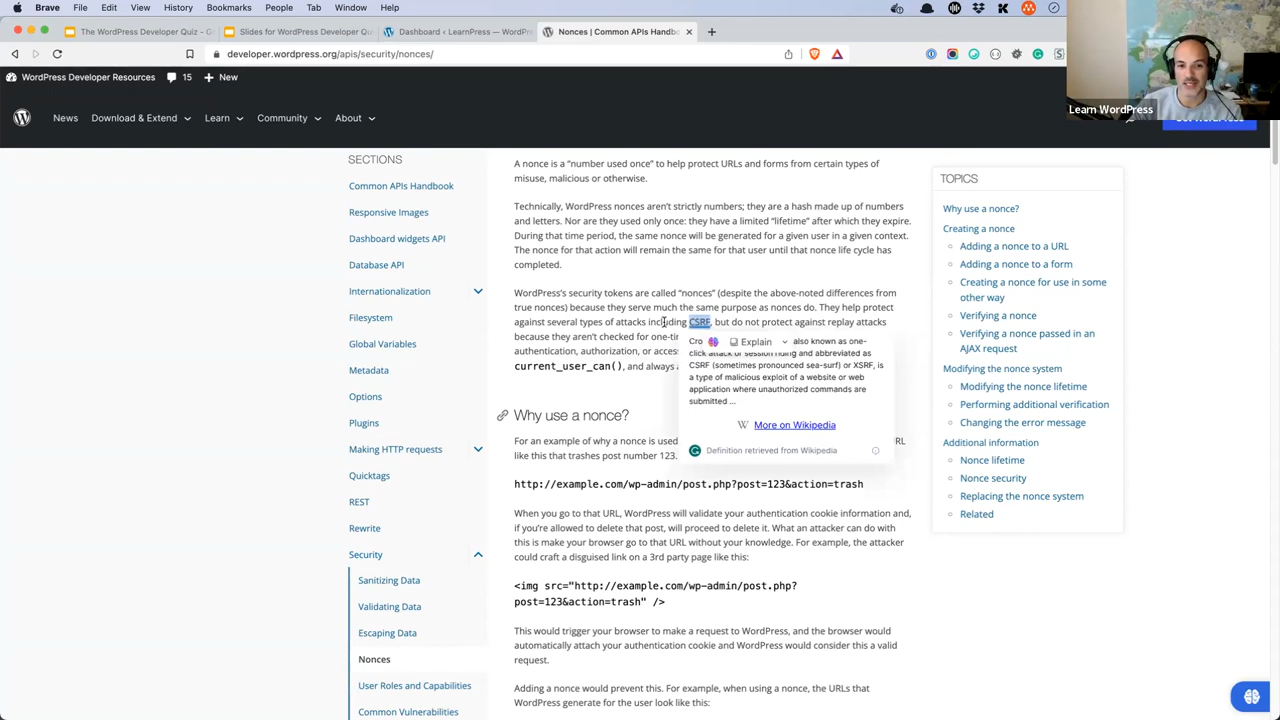 Brave File Edit View History Bookmarks People Tab Window Help
The WordPress Developer Quiz - G
Slides for WordPress Developer Qu
Dashboard ‹ LearnPress — WordPr
Nonces | Common APIs Handbo
developer.wordpress.org/apis/security/nonces/
WordPress Developer Resources 15 New
Learn WordPress
News Download & Extend Learn Community About
SECTIONS
Common APIs Handbook
Responsive Images
Dashboard widgets API
Database API
Internationalization
Filesystem
Global Variables
Metadata
Options
Plugins
Making HTTP requests
Quicktags
REST
Rewrite
Security
Sanitizing Data
Validating Data
Escaping Data
Nonces
User Roles and Capabilities
Common Vulnerabilities
A nonce is a “number used once” to help protect URLs and forms from certain types of
misuse, malicious or otherwise.
Technically, WordPress nonces aren’t strictly numbers; they are a hash made up of numbers
and letters. Nor are they used only once: they have a limited “lifetime” after which they expire.
During that time period, the same nonce will be generated for a given user in a given context.
The nonce for that action will remain the same for that user until that nonce life cycle has
completed.
WordPress’s security tokens are called “nonces” (despite the above-noted differences from
true nonces) because they serve much the same purpose as nonces do. They help protect
against several types of attacks including CSRF, but do not protect against replay attacks
because they aren’t checked for one-ti
authentication, authorization, or acces
current_user_can(), and always a
Cro Explain also known as one-
click attack or session riding and abbreviated as
CSRF (sometimes pronounced sea-surf) or XSRF, is
a type of malicious exploit of a website or web
application where unauthorized commands are
submitted ...
More on Wikipedia
Definition retrieved from Wikipedia
Why use a nonce?
For an example of why a nonce is used RL
like this that trashes post number 123.
http://example.com/wp-admin/post.php?post=123&action=trash
When you go to that URL, WordPress will validate your authentication cookie information and,
if you’re allowed to delete that post, will proceed to delete it. What an attacker can do with
this is make your browser go to that URL without your knowledge. For example, the attacker
could craft a disguised link on a 3rd party page like this:
<img src="http://example.com/wp-admin/post.php?
post=123&action=trash" />
This would trigger your browser to make a request to WordPress, and the browser would
automatically attach your authentication cookie and WordPress would consider this a valid
request.
Adding a nonce would prevent this. For example, when using a nonce, the URLs that
WordPress generate for the user look like this:
TOPICS
Why use a nonce?
Creating a nonce
Adding a nonce to a URL
Adding a nonce to a form
Creating a nonce for use in some
other way
Verifying a nonce
Verifying a nonce passed in an
AJAX request
Modifying the nonce system
Modifying the nonce lifetime
Performing additional verification
Changing the error message
Additional information
Nonce lifetime
Nonce security
Replacing the nonce system
Related